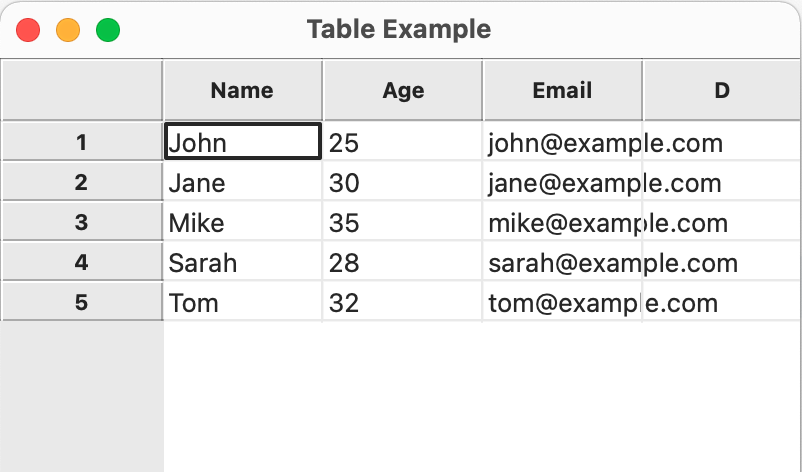 Table Example
Name Age Email D
1 John 25 john@example.com
2 Jane 30 jane@example.com
3 Mike 35 mike@example.com
4 Sarah 28 sarah@example.com
5 Tom 32 tom@example.com